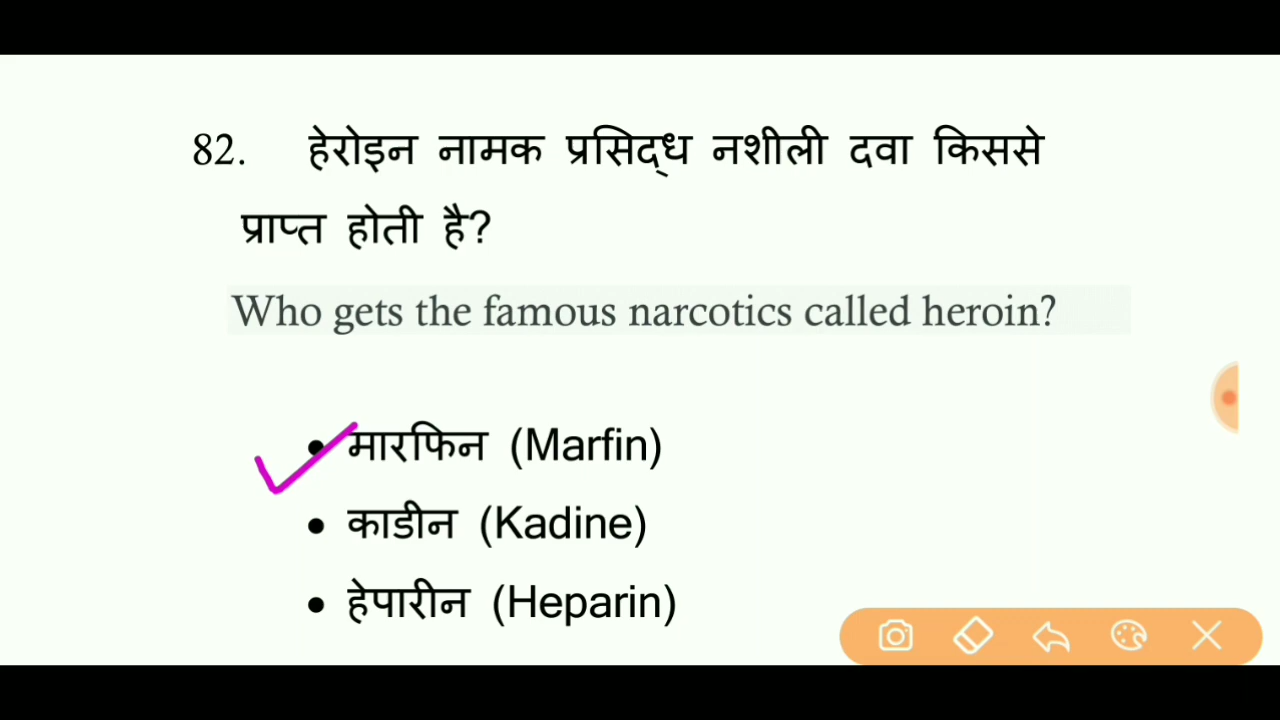 82. हेरोइन नामक प्रसिद्ध नशीली दवा किससे
प्राप्त होती है?
Who gets the famous narcotics called heroin?
• मारफिन (Marfin)
• काडीन (Kadine)
• हेपारीन (Heparin)